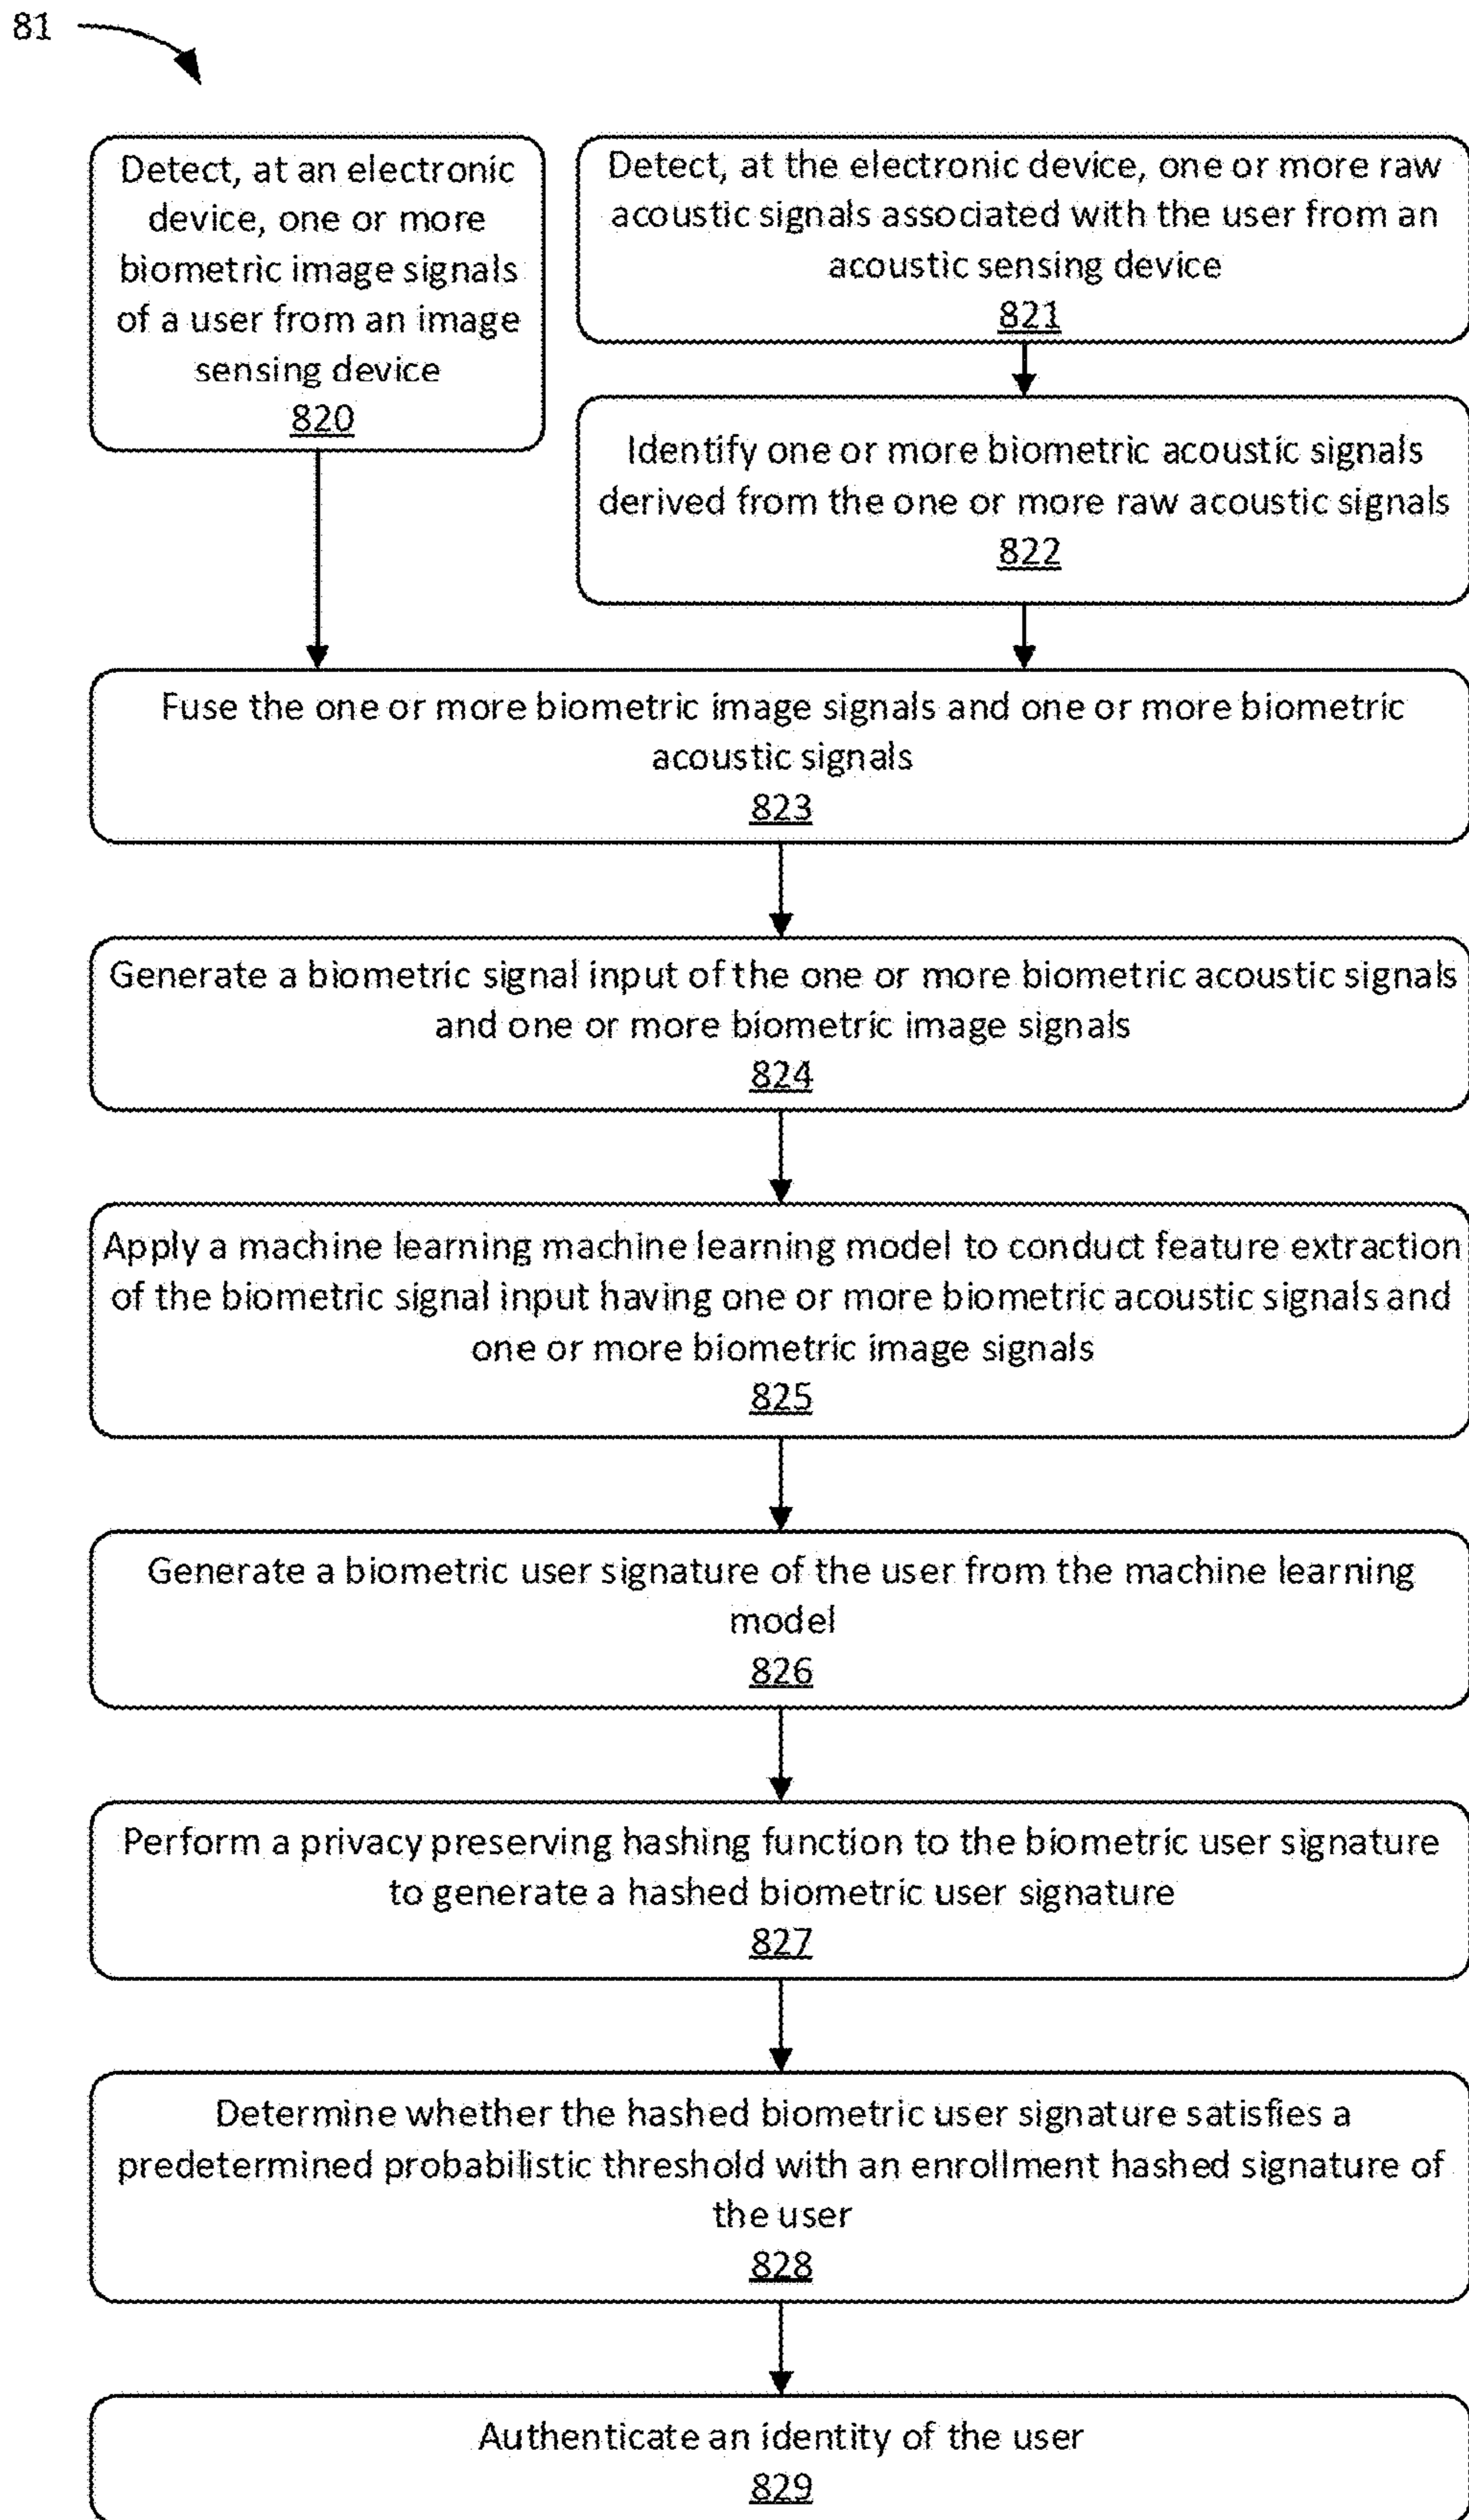 81
Detect, at an electronic
device, one or more
biometric image signals
of a user from an image
sensing device
820
Detect, at the electronic device, one or more raw
acoustic signals associated with the user from an
acoustic sensing device
821
Identify one or more biometric acoustic signals
derived from the one or more raw acoustic signals
822
Fuse the one or more biometric image signals and one or more biometric
acoustic signals
823
Generate a biometric signal input of the one or more biometric acoustic signals
and one or more biometric image signals
824
Apply a machine learning machine learning model to conduct feature extraction
of the biometric signal input having one or more biometric acoustic signals and
one or more biometric image signals
825
Generate a biometric user signature of the user from the machine learning
model
826
Perform a privacy preserving hashing function to the biometric user signature
to generate a hashed biometric user signature
827
Determine whether the hashed biometric user signature satisfies a
predetermined probabilistic threshold with an enrollment hashed signature of
the user
828
Authenticate an identity of the user
829